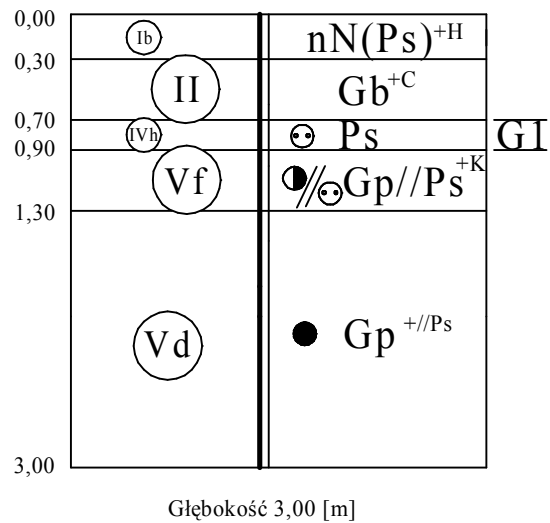 0,00
Ib nN(Ps)+H
0,30
II Gb+C
0,70
IVh Ps G1
0,90
Vf Gp//Ps+K
1,30
Vd Gp +//Ps
3,00
Głębokość 3,00 [m]